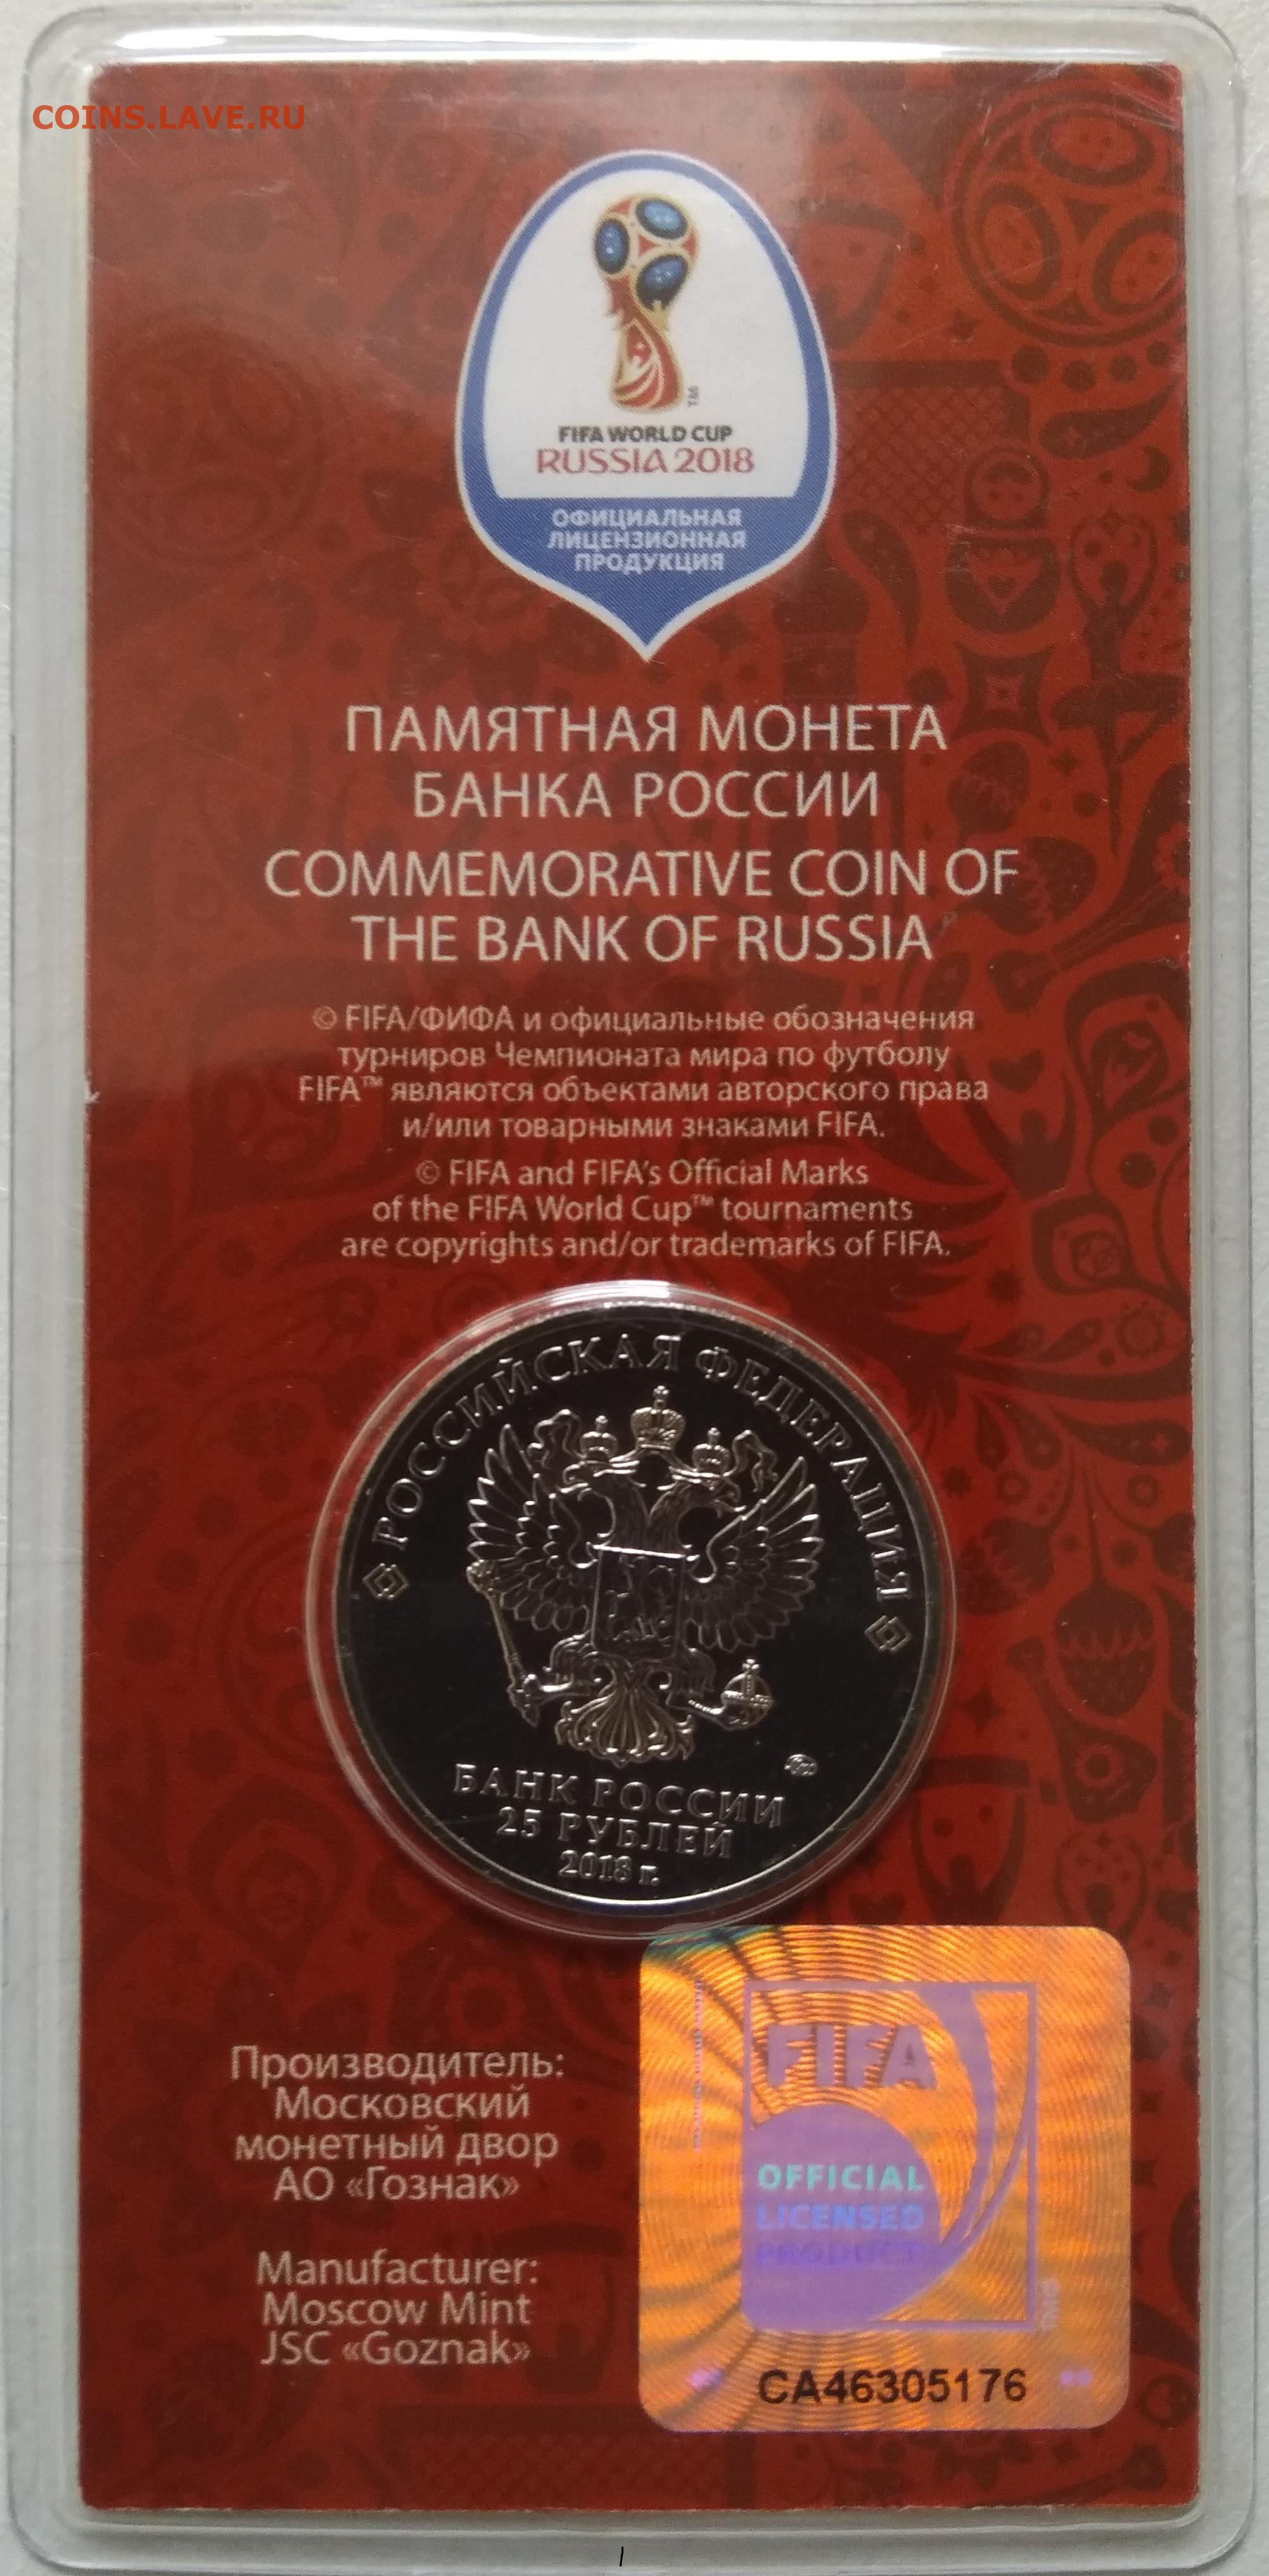 COINS.LAVE.RU
TM
FIFA WORLD CUP
RUSSIA 2018
ОФИЦИАЛЬНАЯ
ЛИЦЕНЗИОННАЯ
ПРОДУКЦИЯ
ПАМЯТНАЯ МОНЕТА
БАНКА РОССИИ
COMMEMORATIVE COIN OF
THE BANK OF RUSSIA
© FIFA/ФИФА и официальные обозначения
турниров Чемпионата мира по футболу
FIFA™ являются объектами авторского права
и/или товарными знаками FIFA.
© FIFA and FIFA's Official Marks
of the FIFA World Cup™ tournaments
are copyrights and/or trademarks of FIFA.
РОССИЙСКАЯ ФЕДЕРАЦИЯ
БАНК РОССИИ
25 РУБЛЕЙ
2018 г.
FIFA
OFFICIAL
LICENSED
PRODUCT
CA46305176
Производитель:
Московский
монетный двор
АО «Гознак»
Manufacturer:
Moscow Mint
JSC «Goznak»